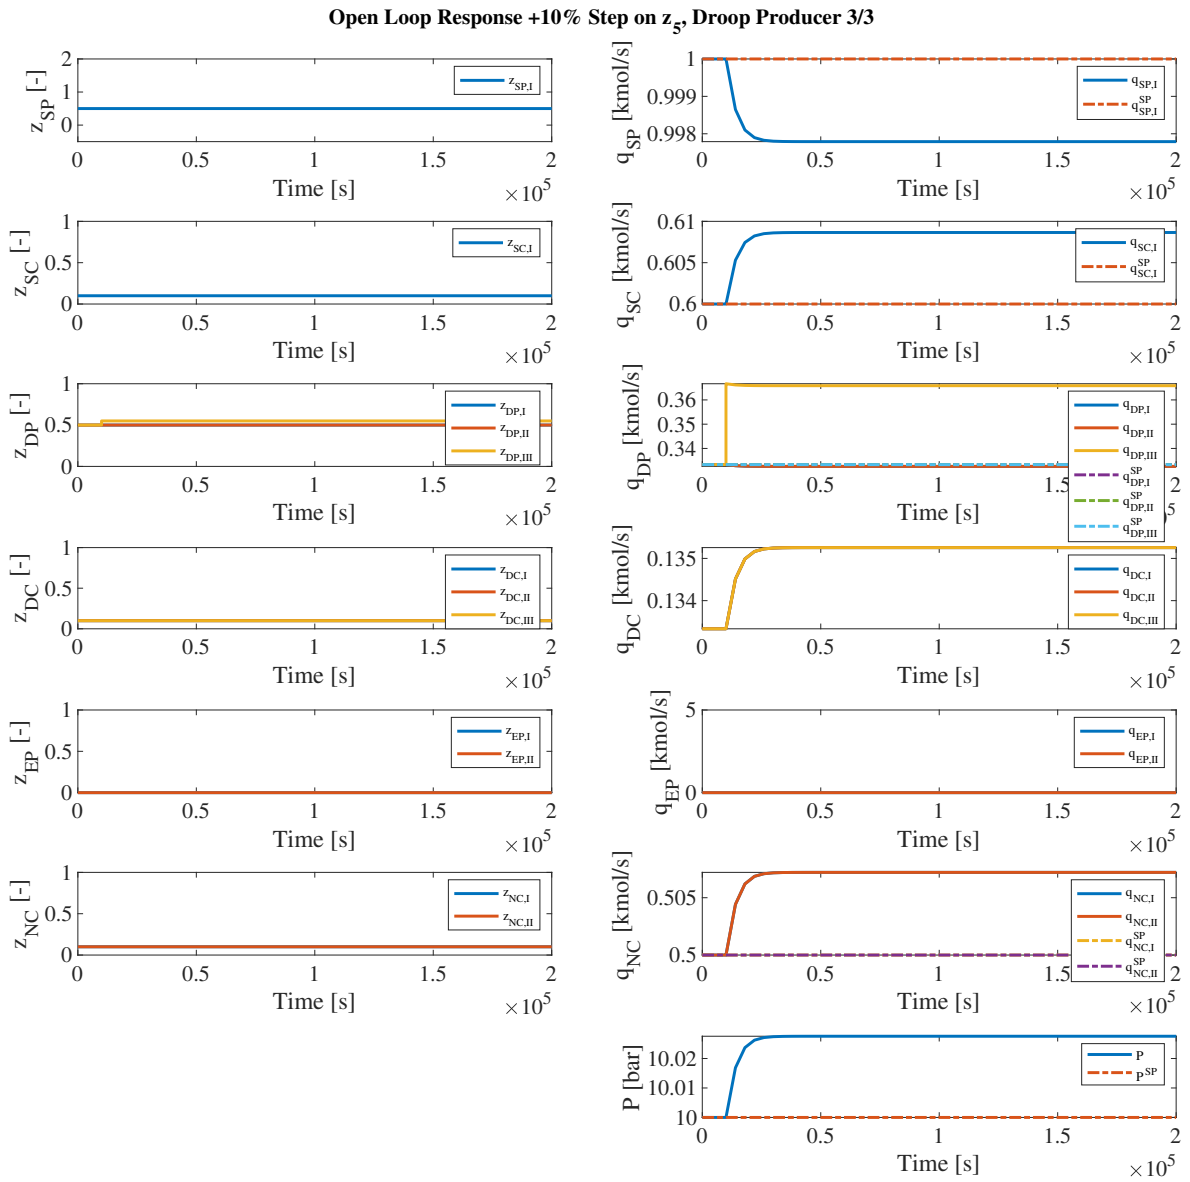 Open Loop Response +10% Step on z5, Droop Producer 3/3
zSP [-]
2
1
0
zSP,I
0 0.5 1 1.5 2
Time [s]
×10^5
qSP [kmol/s]
1
0.999
0.998
qSP,I
q^SP SP,I
0 0.5 1 1.5 2
Time [s]
×10^5
zSC [-]
1
0.5
0
zSC,I
0 0.5 1 1.5 2
Time [s]
×10^5
qSC [kmol/s]
0.61
0.605
0.6
qSC,I
q^SP SC,I
0 0.5 1 1.5 2
Time [s]
×10^5
zDP [-]
1
0.5
0
zDP,I
zDP,II
zDP,III
0 0.5 1 1.5 2
Time [s]
×10^5
qDP [kmol/s]
0.36
0.35
0.34
qDP,I
qDP,II
qDP,III
q^SP DP,I
q^SP DP,II
q^SP DP,III
0 0.5 1 1.5 2
Time [s]
zDC [-]
1
0.5
0
zDC,I
zDC,II
zDC,III
0 0.5 1 1.5 2
Time [s]
×10^5
qDC [kmol/s]
0.135
0.134
qDC,I
qDC,II
qDC,III
0 0.5 1 1.5 2
Time [s]
×10^5
zEP [-]
1
0.5
0
zEP,I
zEP,II
0 0.5 1 1.5 2
Time [s]
×10^5
qEP [kmol/s]
5
0
qEP,I
qEP,II
0 0.5 1 1.5 2
Time [s]
×10^5
zNC [-]
1
0.5
0
zNC,I
zNC,II
0 0.5 1 1.5 2
Time [s]
×10^5
qNC [kmol/s]
0.505
0.5
qNC,I
qNC,II
q^SP NC,I
q^SP NC,II
0 0.5 1 1.5 2
Time [s]
×10^5
P [bar]
10.02
10.01
10
P
P^SP
0 0.5 1 1.5 2
Time [s]
×10^5